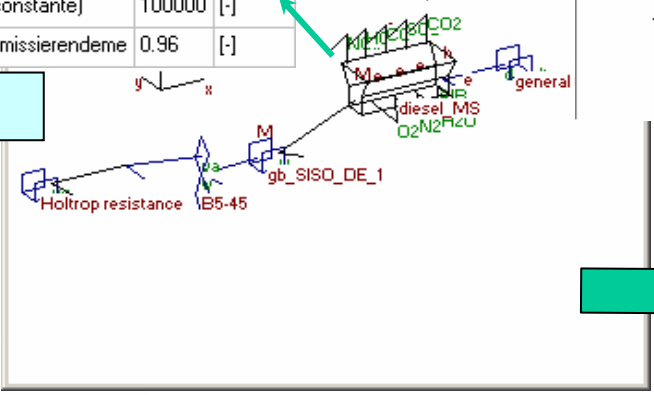 constante) 100000 [-]
missierendeme 0.96 [-]
CO2
M e e e h
y x
e
general
diesel_MS
O2 N2 H2O
M
gb_SISO_DE_1
Holtrop resistance
B5-45